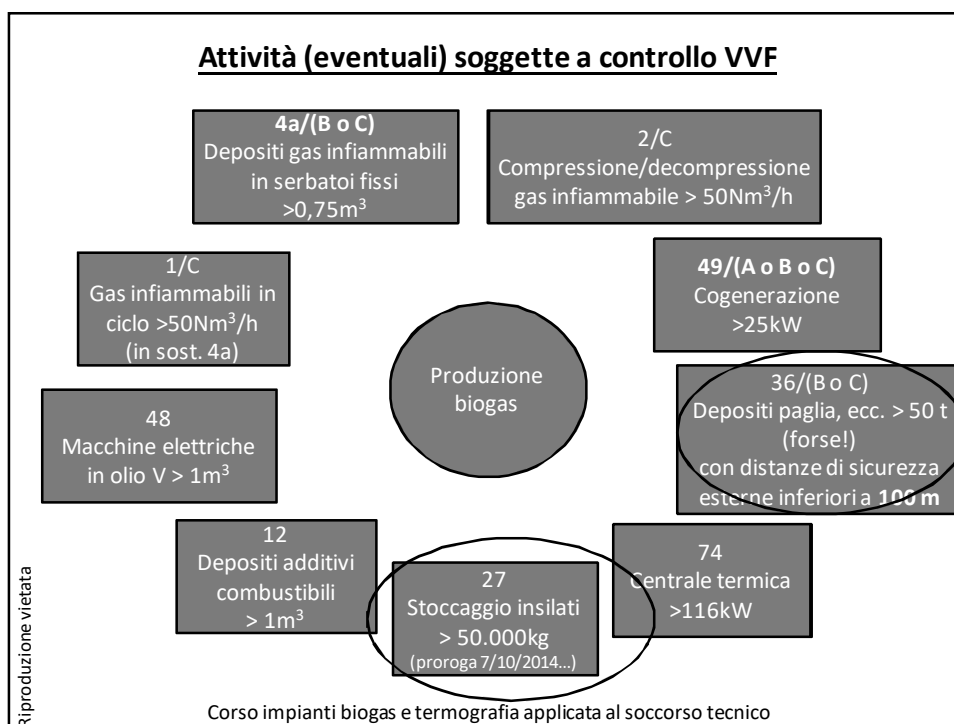 Attività (eventuali) soggette a controllo VVF
4a/(B o C)
Depositi gas infiammabili
in serbatoi fissi
>0,75m³
2/C
Compressione/decompressione
gas infiammabile > 50Nm³/h
1/C
Gas infiammabili in
ciclo >50Nm³/h
(in sost. 4a)
49/(A o B o C)
Cogenerazione
>25kW
Produzione
biogas
36/(B o C)
Depositi paglia, ecc. > 50 t
(forse!)
con distanze di sicurezza
esterne inferiori a 100 m
48
Macchine elettriche
in olio V > 1m³
12
Depositi additivi
combustibili
> 1m³
27
Stoccaggio insilati
> 50.000kg
(proroga 7/10/2014...)
74
Centrale termica
>116kW
Riproduzione vietata
Corso impianti biogas e termografia applicata al soccorso tecnico